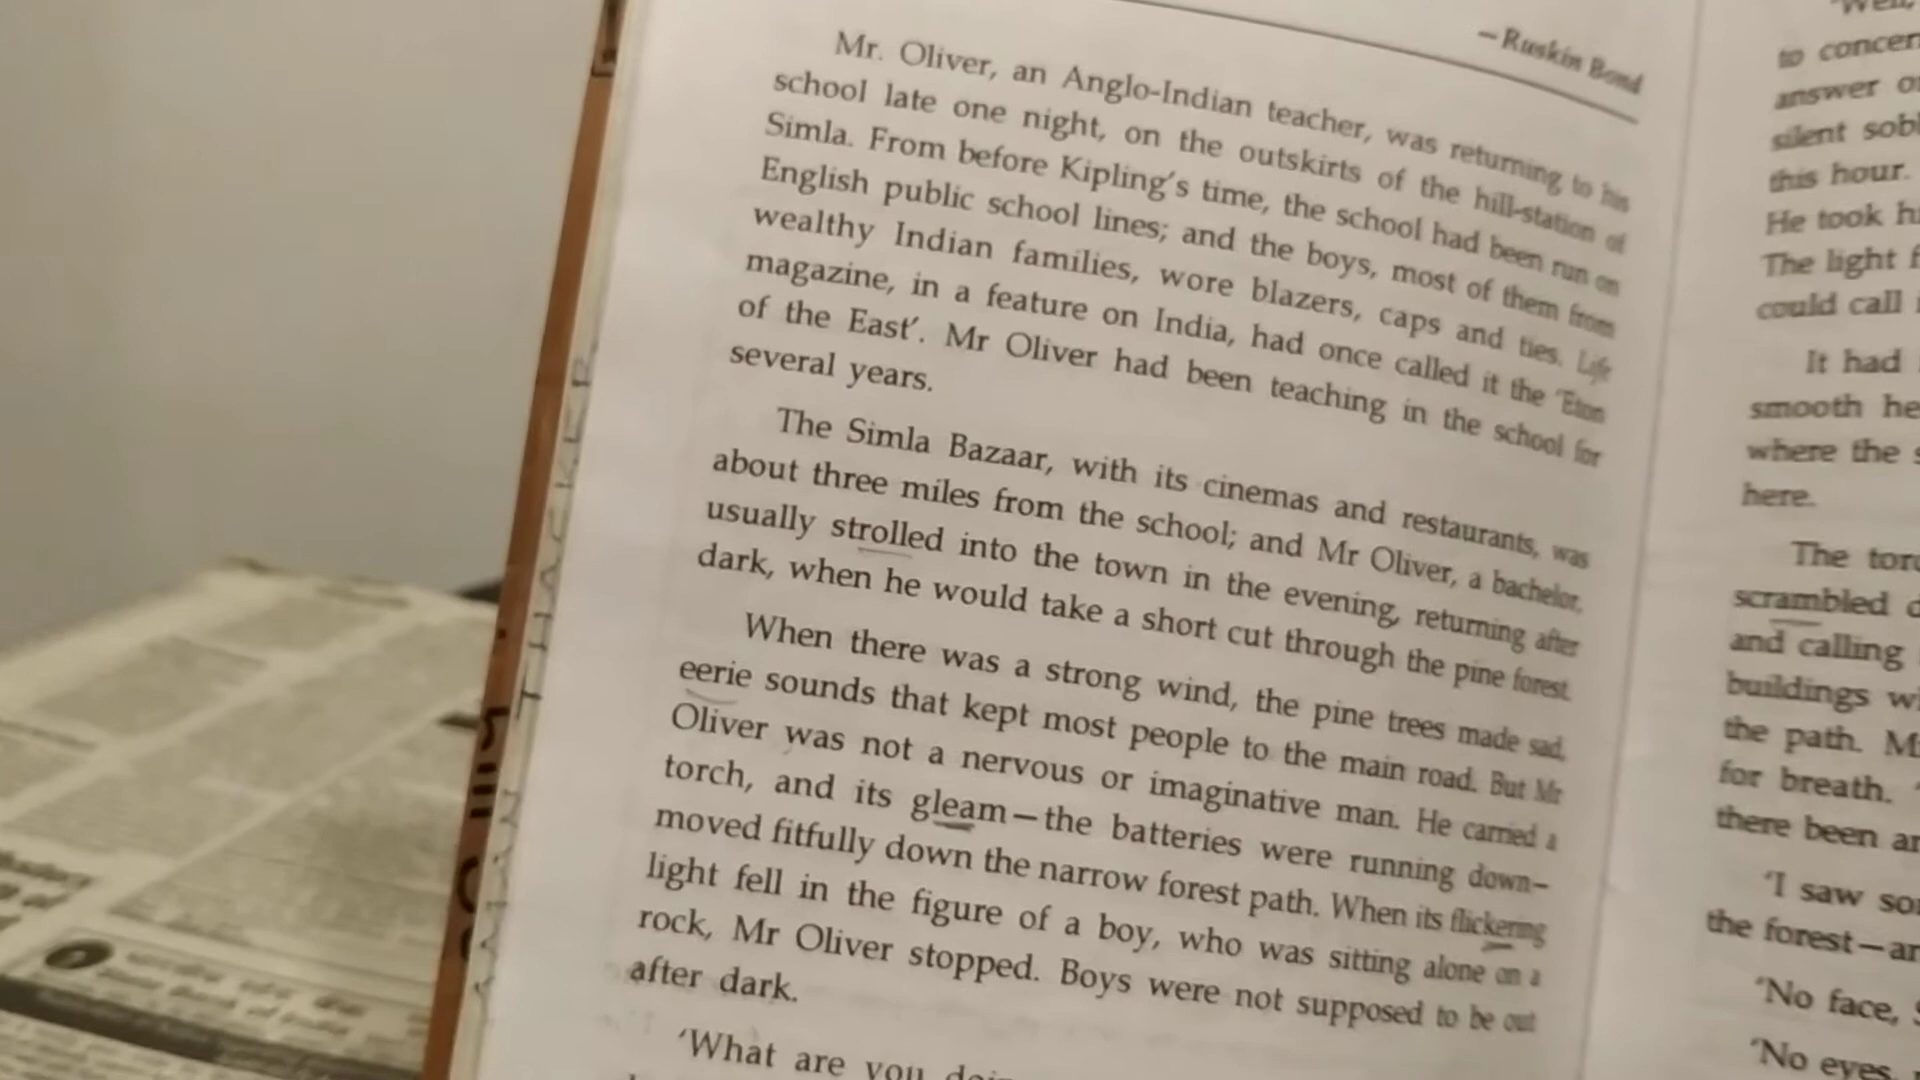 —Ruskin Bond
Mr. Oliver, an Anglo-Indian teacher, was returning to his
school late one night, on the outskirts of the hill-station of
Simla. From before Kipling's time, the school had been run on
English public school lines; and the boys, most of them from
wealthy Indian families, wore blazers, caps and ties. Life
magazine, in a feature on India, had once called it the 'Eton
of the East'. Mr Oliver had been teaching in the school for
several years.
The Simla Bazaar, with its cinemas and restaurants, was
about three miles from the school; and Mr Oliver, a bachelor,
usually strolled into the town in the evening, returning after
dark, when he would take a short cut through the pine forest.
When there was a strong wind, the pine trees made sad,
eerie sounds that kept most people to the main road. But Mr
Oliver was not a nervous or imaginative man. He carried a
torch, and its gleam—the batteries were running down—
moved fitfully down the narrow forest path. When its flickering
light fell in the figure of a boy, who was sitting alone on a
rock, Mr Oliver stopped. Boys were not supposed to be out
after dark.
'What are you
'Well,
to
answer
silent
this hour.
He took
The light
could call
It had
smooth
where the
here.
The
scrambled
and calling
buildings
the path.
for breath.
there been
'I saw
the forest—
'No face,
'No eyes,
THACKER